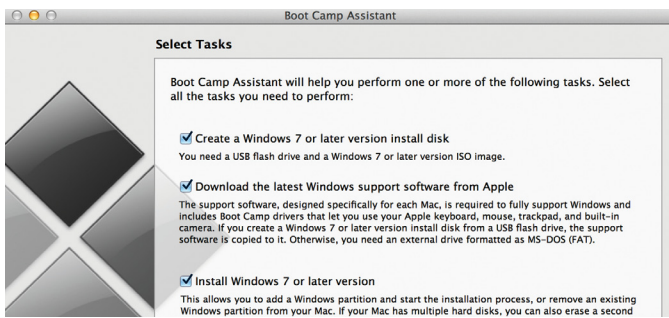 Boot Camp Assistant
Select Tasks
Boot Camp Assistant will help you perform one or more of the following tasks. Select
all the tasks you need to perform:
Create a Windows 7 or later version install disk
You need a USB flash drive and a Windows 7 or later version ISO image.
Download the latest Windows support software from Apple
The support software, designed specifically for each Mac, is required to fully support Windows and
includes Boot Camp drivers that let you use your Apple keyboard, mouse, trackpad, and built-in
camera. If you create a Windows 7 or later version install disk from a USB flash drive, the support
software is copied to it. Otherwise, you need an external drive formatted as MS-DOS (FAT).
Install Windows 7 or later version
This allows you to add a Windows partition and start the installation process, or remove an existing
Windows partition from your Mac. If your Mac has multiple hard disks, you can also erase a second